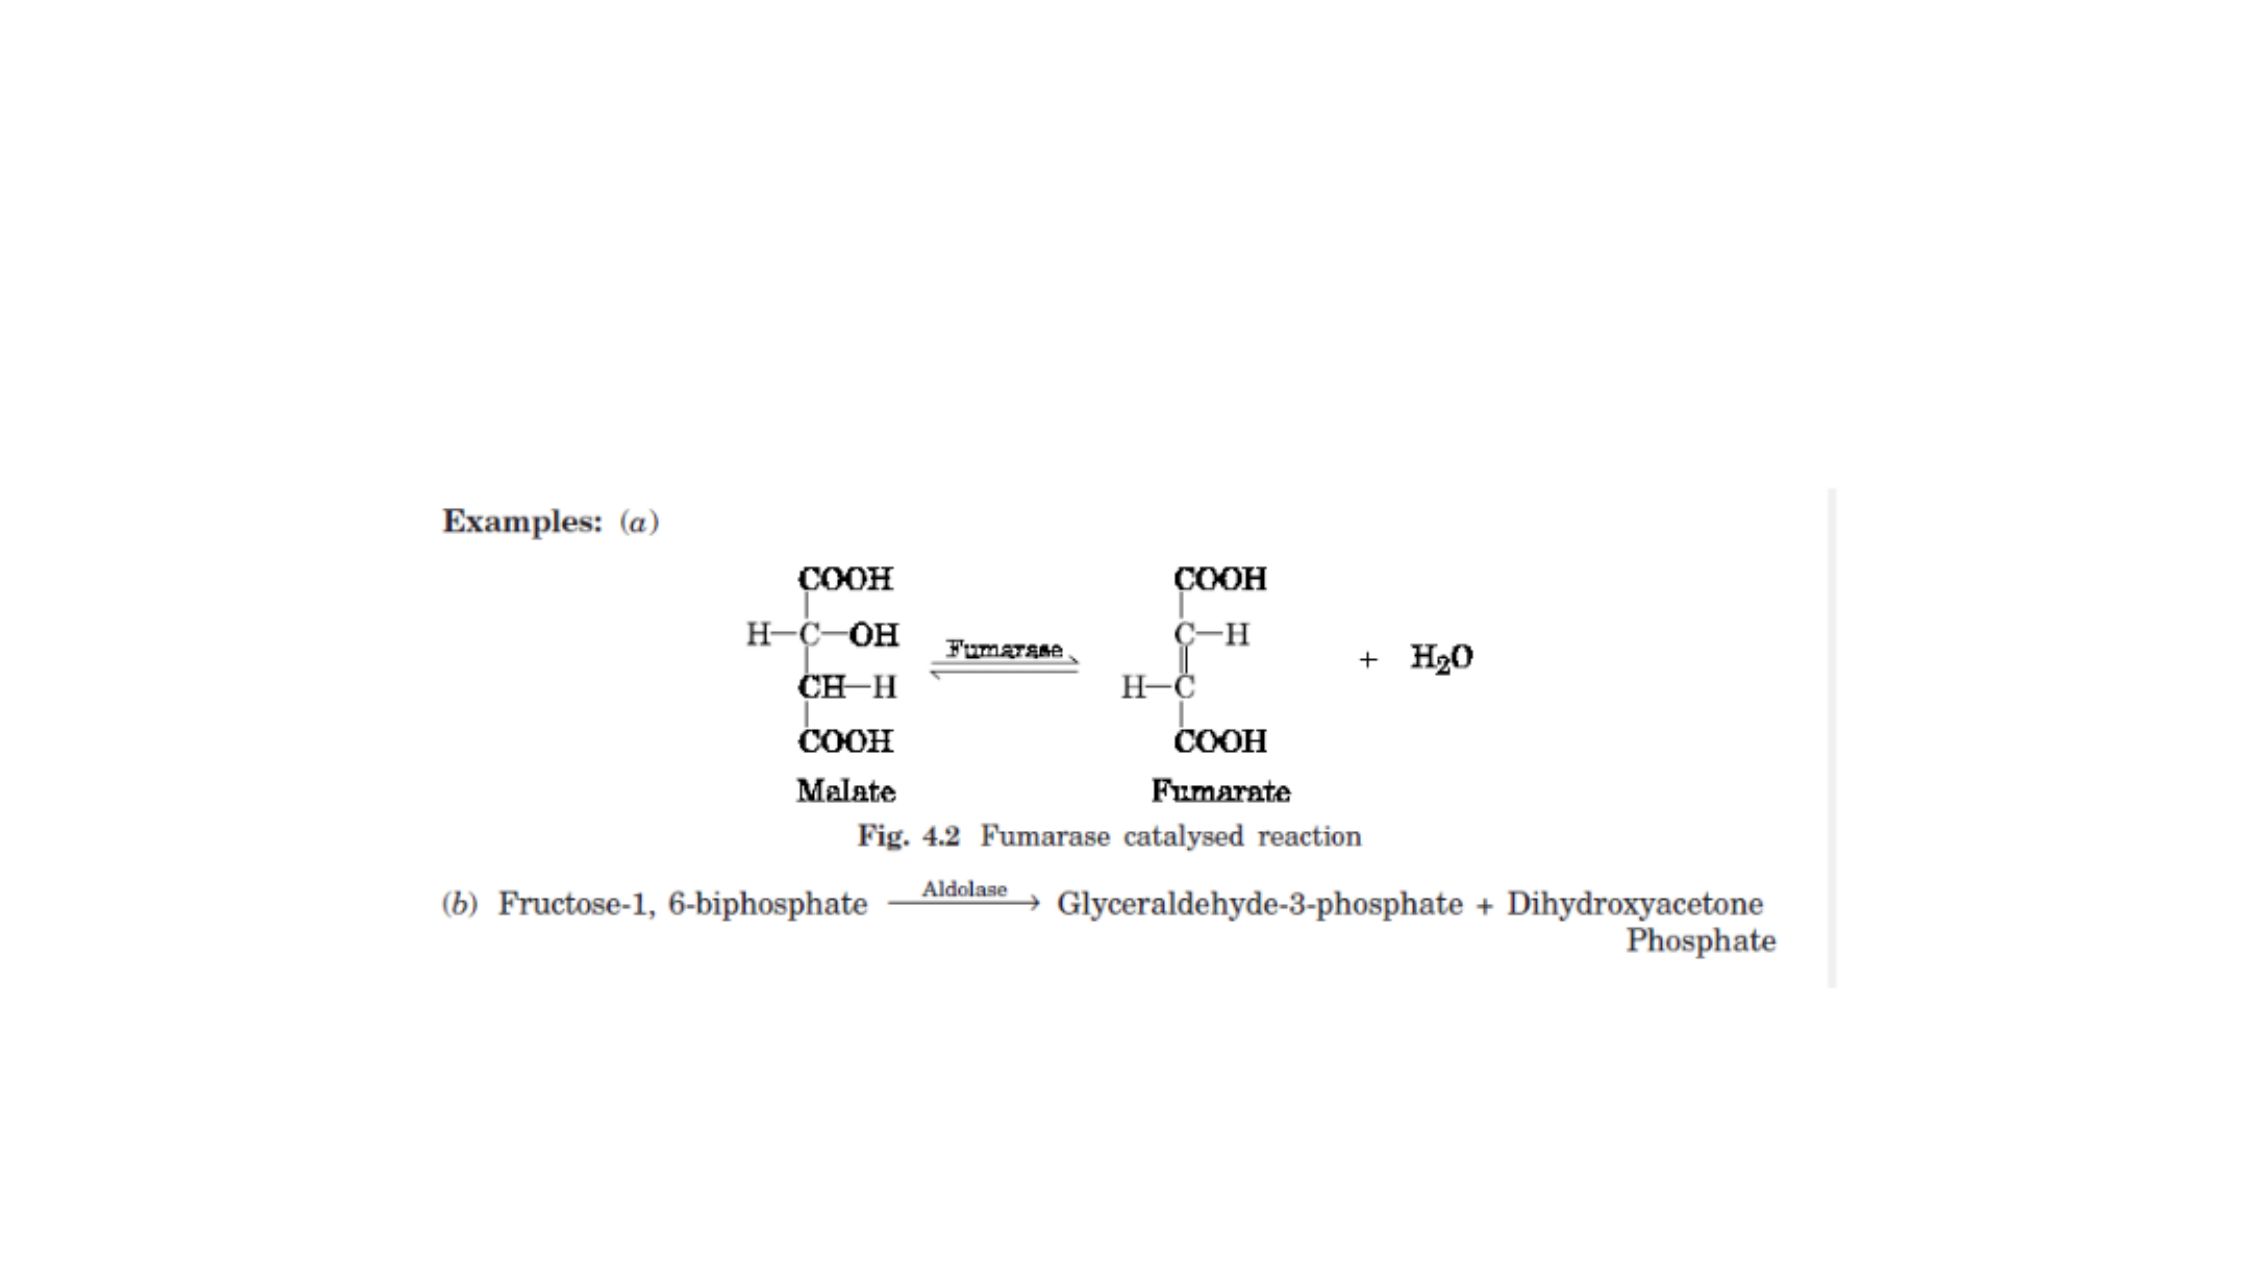 Examples: (a)
COOH COOH
H—C—OH Fumarase C—H + H₂O
CH—H H—C
COOH COOH
Malate Fumarate
Fig. 4.2 Fumarase catalysed reaction
(b) Fructose-1, 6-biphosphate Aldolase → Glyceraldehyde-3-phosphate + Dihydroxyacetone
Phosphate